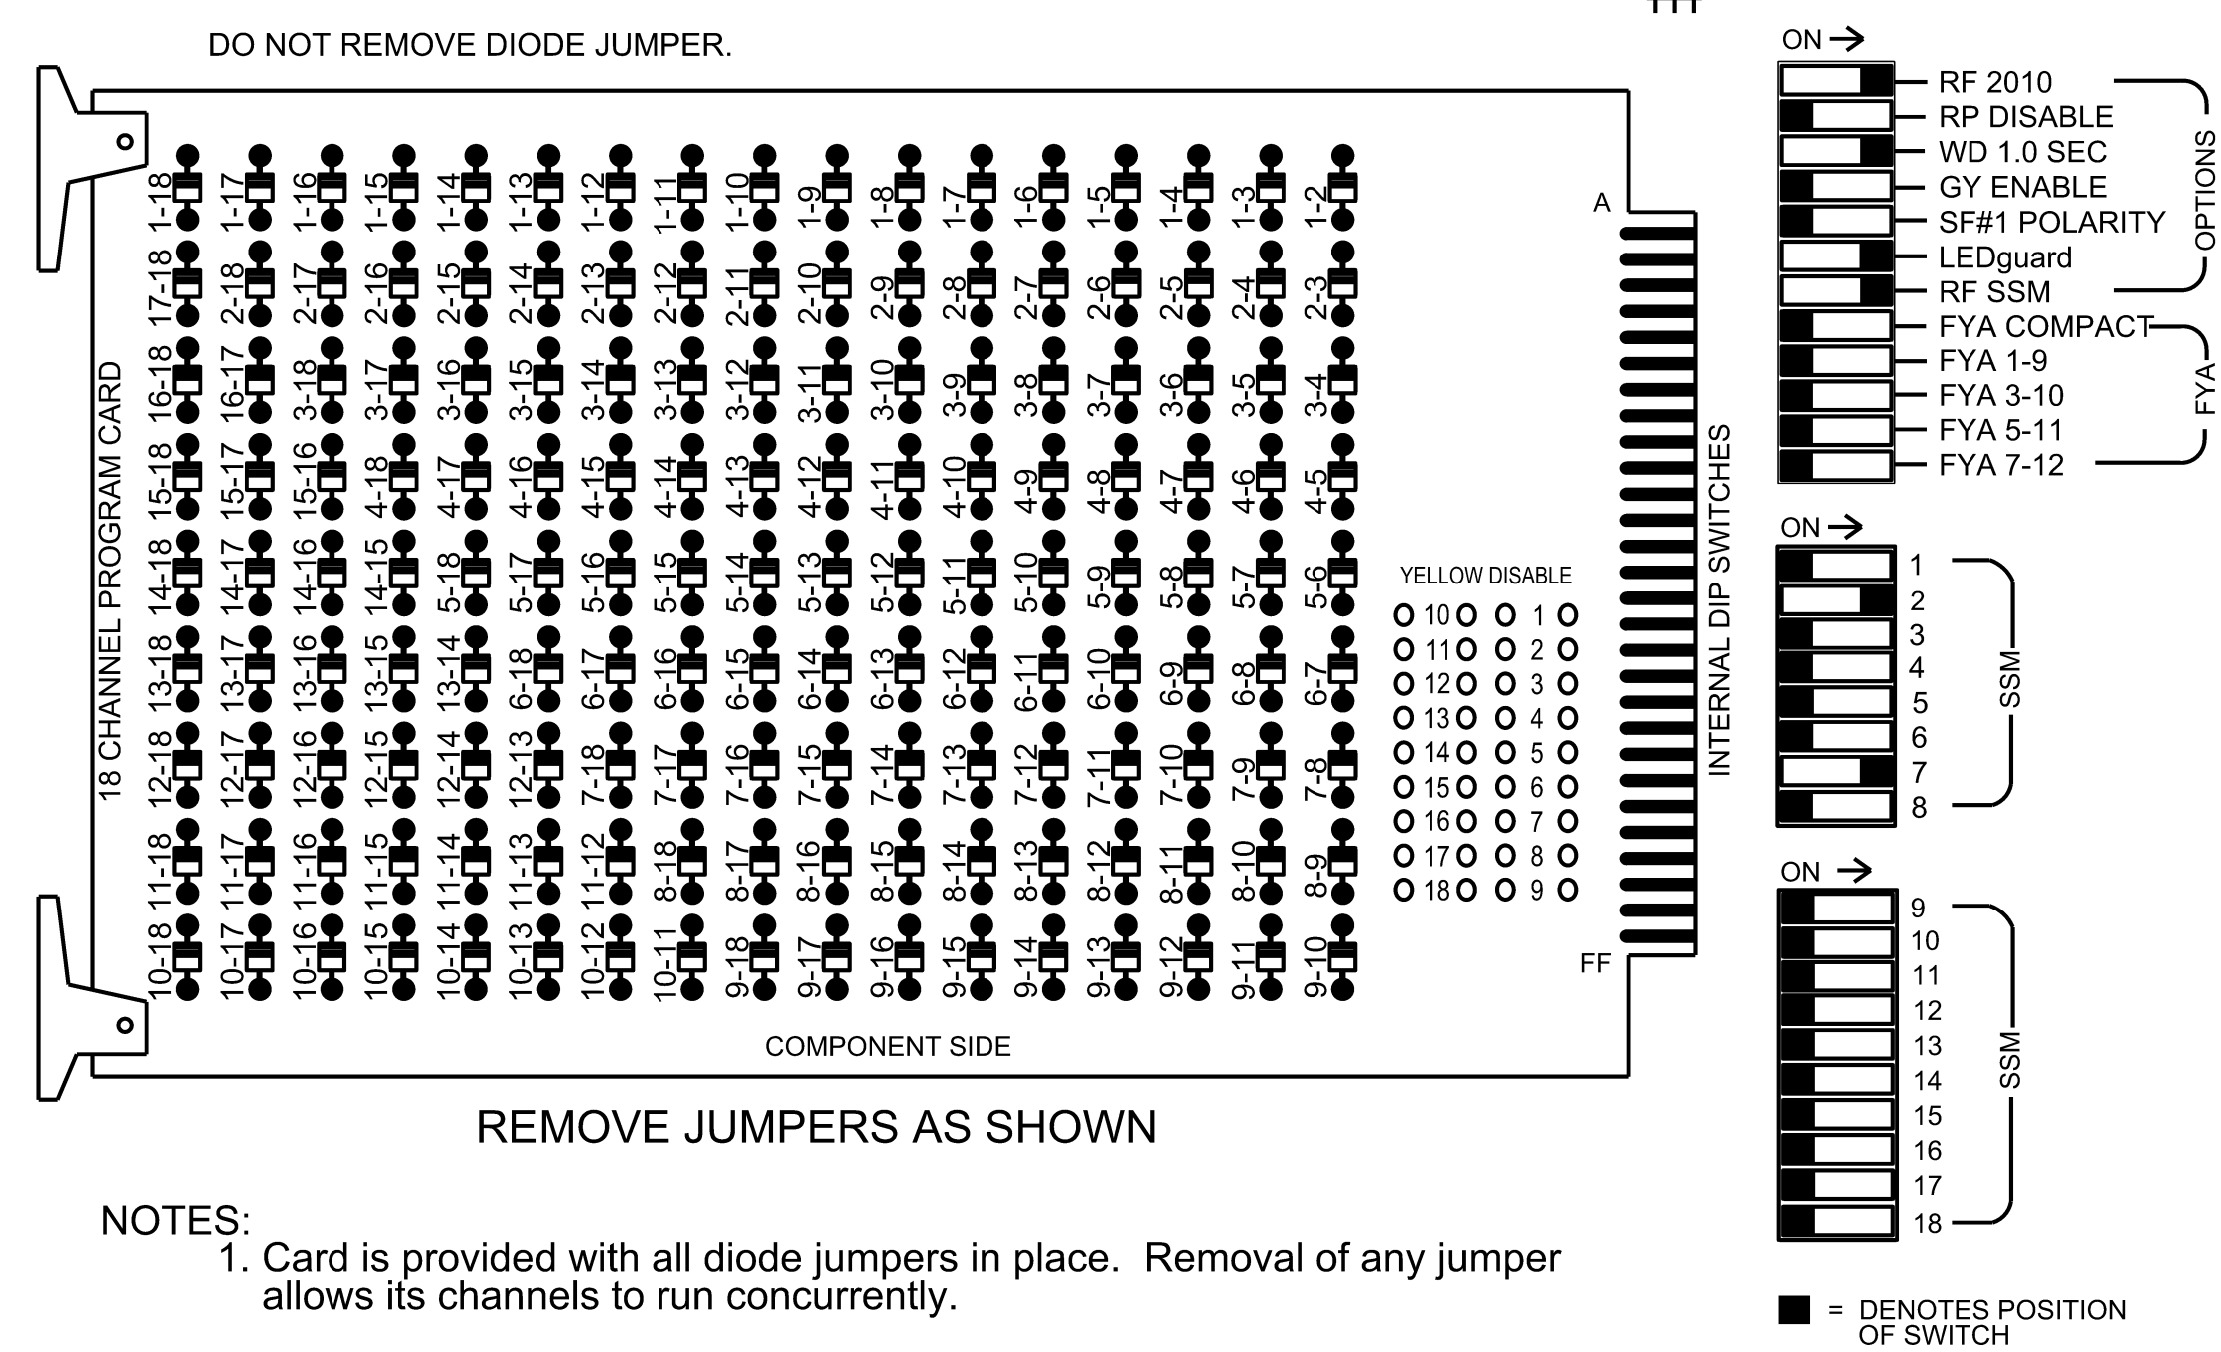 DO NOT REMOVE DIODE JUMPER.
18 CHANNEL PROGRAM CARD
1-18 1-17 1-16 1-15 1-14 1-13 1-12 1-11 1-10 1-9 1-8 1-7 1-6 1-5 1-4 1-3 1-2
17-18 2-18 2-17 2-16 2-15 2-14 2-13 2-12 2-11 2-10 2-9 2-8 2-7 2-6 2-5 2-4 2-3
16-18 16-17 3-18 3-17 3-16 3-15 3-14 3-13 3-12 3-11 3-10 3-9 3-8 3-7 3-6 3-5 3-4
15-18 15-17 15-16 4-18 4-17 4-16 4-15 4-14 4-13 4-12 4-11 4-10 4-9 4-8 4-7 4-6 4-5
14-18 14-17 14-16 14-15 5-18 5-17 5-16 5-15 5-14 5-13 5-12 5-11 5-10 5-9 5-8 5-7 5-6
13-18 13-17 13-16 13-15 13-14 6-18 6-17 6-16 6-15 6-14 6-13 6-12 6-11 6-10 6-9 6-8 6-7
12-18 12-17 12-16 12-15 12-14 12-13 7-18 7-17 7-16 7-15 7-14 7-13 7-12 7-11 7-10 7-9 7-8
11-18 11-17 11-16 11-15 11-14 11-13 11-12 8-18 8-17 8-16 8-15 8-14 8-13 8-12 8-11 8-10 8-9
10-18 10-17 10-16 10-15 10-14 10-13 10-12 10-11 9-18 9-17 9-16 9-15 9-14 9-13 9-12 9-11 9-10
YELLOW DISABLE
10 1
11 2
12 3
13 4
14 5
15 6
16 7
17 8
18 9
A
FF
COMPONENT SIDE
INTERNAL DIP SWITCHES
REMOVE JUMPERS AS SHOWN
NOTES:
1. Card is provided with all diode jumpers in place. Removal of any jumper
allows its channels to run concurrently.
ON
RF 2010
RP DISABLE
WD 1.0 SEC
GY ENABLE
SF#1 POLARITY
LEDguard
RF SSM
OPTIONS
FYA COMPACT
FYA 1-9
FYA 3-10
FYA 5-11
FYA 7-12
FYA
ON
1
2
3
4
5
6
7
8
SSM
ON
9
10
11
12
13
14
15
16
17
18
SSM
= DENOTES POSITION
OF SWITCH